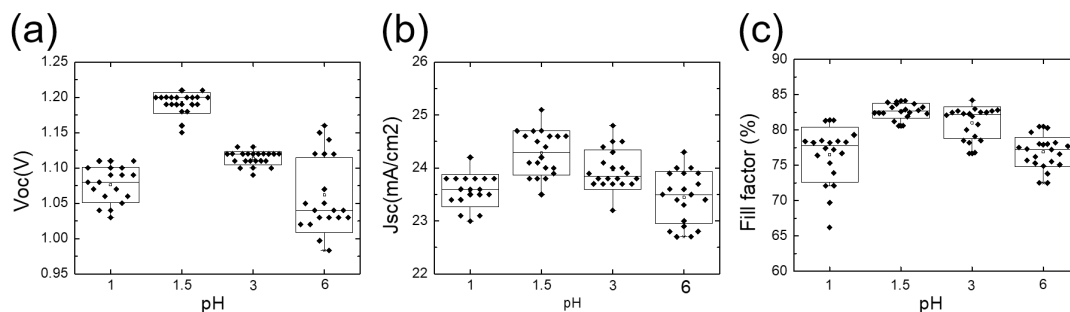 (a)
Voc(V)
1.25
1.20
1.15
1.10
1.05
1.00
0.95
1 1.5 3 6
pH
(b)
Jsc(mA/cm2)
26
25
24
23
22
1 1.5 3 6
pH
(c)
Fill factor (%)
90
85
80
75
70
65
60
1 1.5 3 6
pH